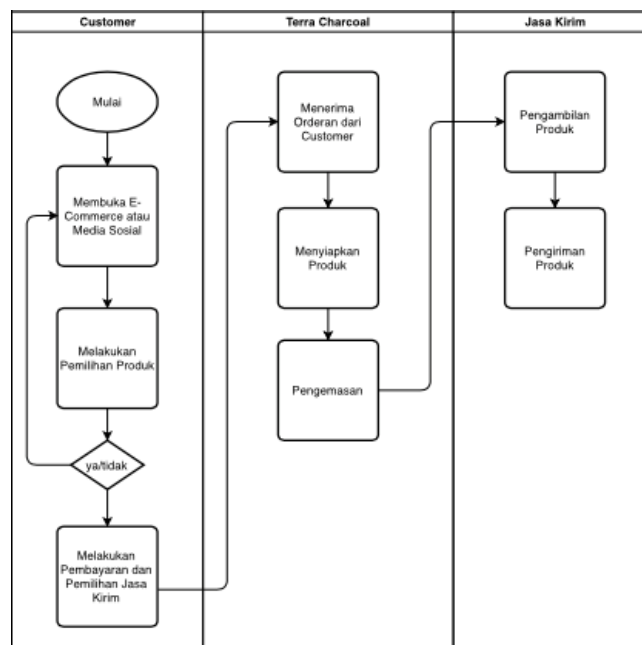 Customer
Terra Charcoal
Jasa Kirim
Mulai
Membuka E-
Commerce atau
Media Sosial
Melakukan
Pemilihan Produk
ya/tidak
Melakukan
Pembayaran dan
Pemilihan Jasa
Kirim
Menerima
Orderan dari
Customer
Menyiapkan
Produk
Pengemasan
Pengambilan
Produk
Pengiriman
Produk